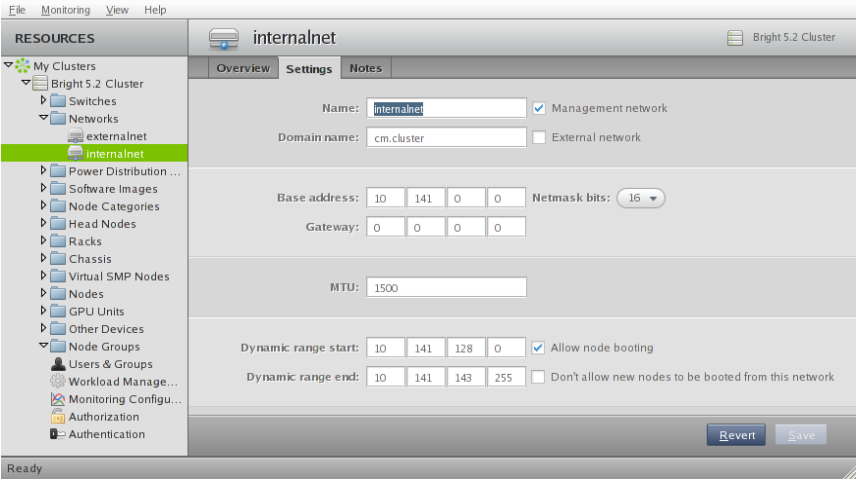 File Monitoring View Help
RESOURCES
My Clusters
Bright 5.2 Cluster
Switches
Networks
externalnet
internalnet
Power Distribution ...
Software Images
Node Categories
Head Nodes
Racks
Chassis
Virtual SMP Nodes
Nodes
GPU Units
Other Devices
Node Groups
Users & Groups
Workload Manage...
Monitoring Configu...
Authorization
Authentication
internalnet Bright 5.2 Cluster
Overview Settings Notes
Name: internalnet Management network
Domain name: cm.cluster External network
Base address: 10 141 0 0 Netmask bits: 16
Gateway: 0 0 0 0
MTU: 1500
Dynamic range start: 10 141 128 0 Allow node booting
Dynamic range end: 10 141 143 255 Don't allow new nodes to be booted from this network
Revert Save
Ready